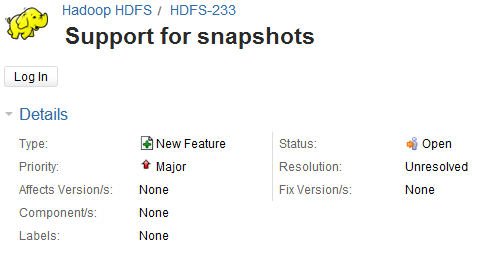 Hadoop HDFS / HDFS-233
Support for snapshots
Log In
Details
Type: New Feature Status: Open
Priority: Major Resolution: Unresolved
Affects Version/s: None Fix Version/s: None
Component/s: None
Labels: None